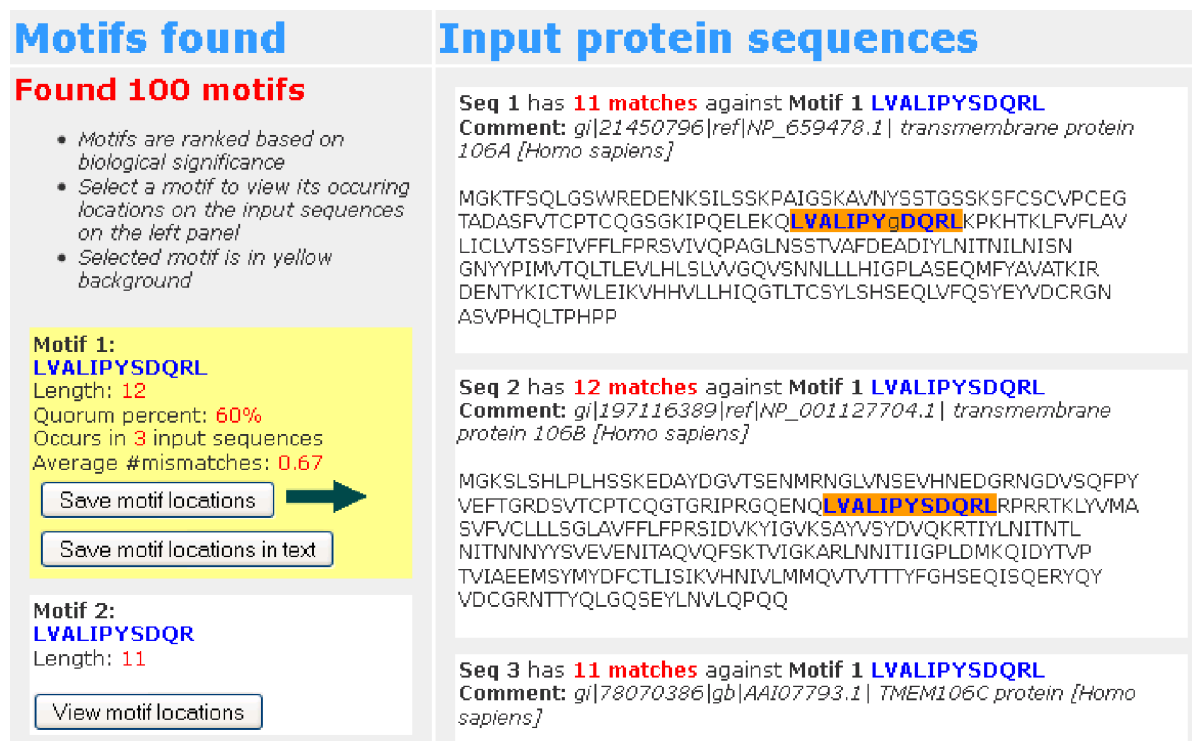 Motifs found
Found 100 motifs
• Motifs are ranked based on
biological significance
• Select a motif to view its occuring
locations on the input sequences
on the left panel
• Selected motif is in yellow
background
Motif 1:
LVALIPYSDQRL
Length: 12
Quorum percent: 60%
Occurs in 3 input sequences
Average #mismatches: 0.67
Save motif locations
Save motif locations in text
Motif 2:
LVALIPYSDQR
Length: 11
View motif locations
Input protein sequences
Seq 1 has 11 matches against Motif 1 LVALIPYSDQRL
Comment: gi|21450796|ref|NP_659478.1| transmembrane protein
106A [Homo sapiens]
MGKTFSQLGSWREDENKSILSSKPAIGSKAVNYSSTGSSKSFCSCVPCEG
TADASFVTCPTCQGSGKIPQELEKQLVALIPYgDQRLKPKHTKLFVFLAV
LICLVTSSFIVFFLFPRSVIVQPAGLNSSTVAFDEADIYLNITNILNISN
GNYYPIMVTQLTLEVLHLSLVVGQVSNNLLLHIGPLASEQMFYAVATKIR
DENTYKICTWLEIKVHHVLLHIQGTLTCSYLSHSEQLVFQSYEYVDCRGN
ASVPHQLTPHPP
Seq 2 has 12 matches against Motif 1 LVALIPYSDQRL
Comment: gi|197116389|ref|NP_001127704.1| transmembrane
protein 106B [Homo sapiens]
MGKSLSHLPLHSSKEDAYDGVTSENMRNGLVNSEVHNEDGRNGDVSQFPY
VEFTGRDSVTCPTCQGTGRIPRGQENQLVALIPYSDQRLRPRRTKLYVMA
SVFVCLLLSGLAVFFLFPRSIDVKYIGVKSAYVSYDVQKRTIYLNITNTL
NITNNNYYSVEVENITAQVQFSKTVIGKARLNNITIIGPLDMKQIDYTVP
TVIAEEMSYMYDFCTLISIKVHNIVLMMQVTVTTTYFGHSEQISQERYQY
VDCGRNTTYQLGQSEYLNVLQPQQ
Seq 3 has 11 matches against Motif 1 LVALIPYSDQRL
Comment: gi|78070386|gb|AAI07793.1| TMEM106C protein [Homo
sapiens]